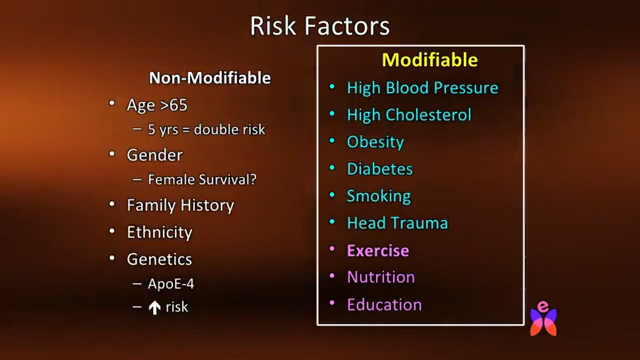 Risk Factors
Non-Modifiable
• Age >65
– 5 yrs = double risk
• Gender
– Female Survival?
• Family History
• Ethnicity
• Genetics
– ApoE-4
– ⬆ risk
Modifiable
• High Blood Pressure
• High Cholesterol
• Obesity
• Diabetes
• Smoking
• Head Trauma
• Exercise
• Nutrition
• Education
e